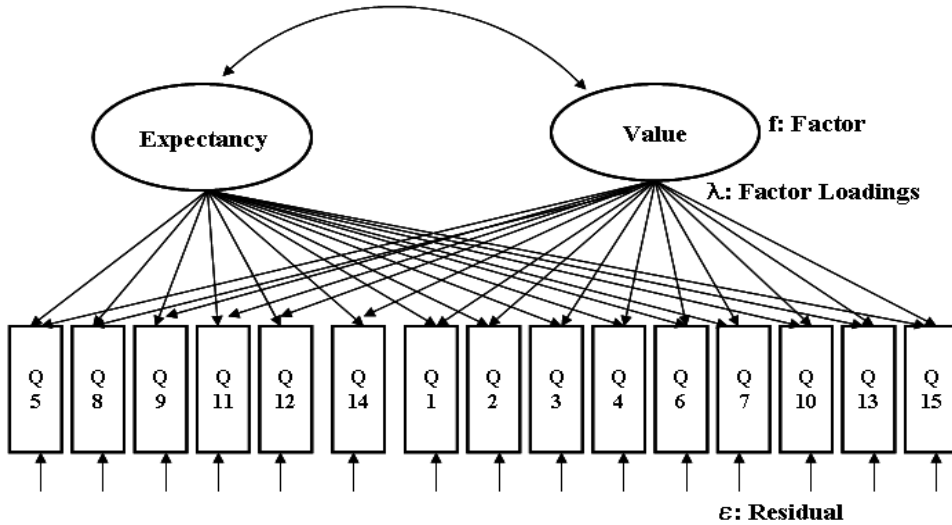 Expectancy
Value
f: Factor
λ: Factor Loadings
Q
5
Q
8
Q
9
Q
11
Q
12
Q
14
Q
1
Q
2
Q
3
Q
4
Q
6
Q
7
Q
10
Q
13
Q
15
ε: Residual